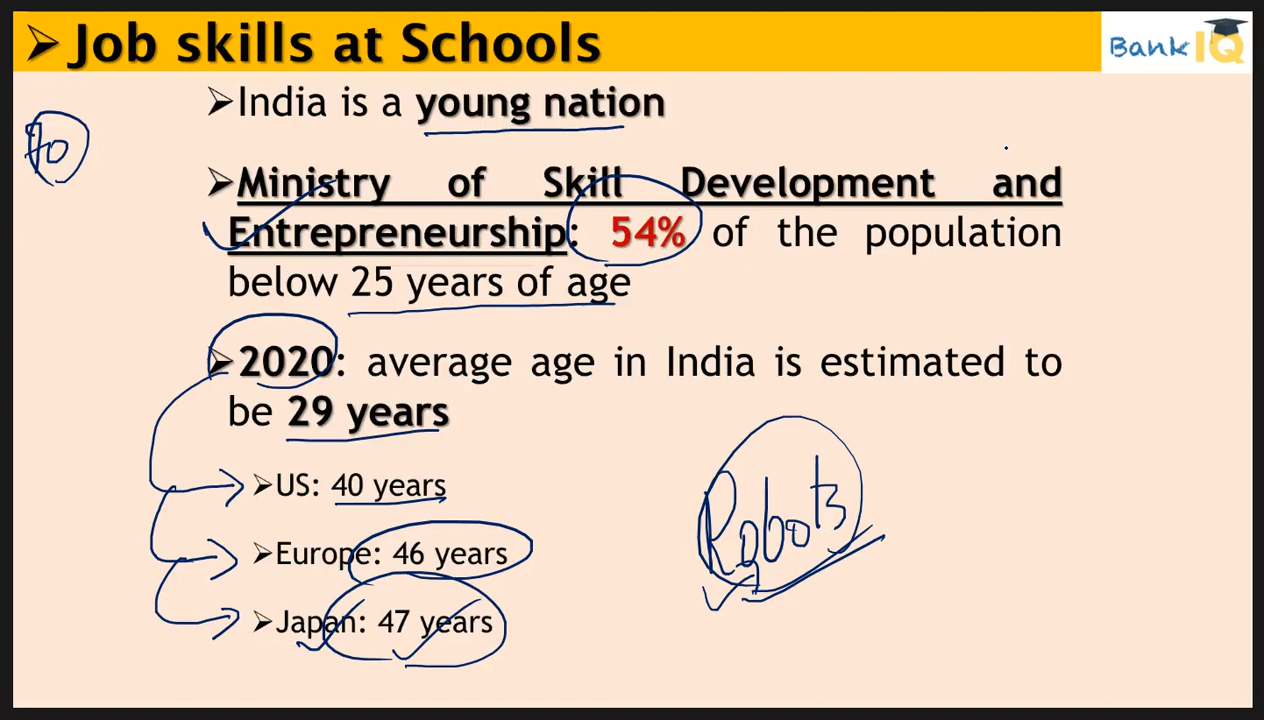 ➢ Job skills at Schools
Bank IQ
➢India is a young nation
70
➢Ministry of Skill Development and
Entrepreneurship: 54% of the population
below 25 years of age
➢2020: average age in India is estimated to
be 29 years
➢US: 40 years
➢Europe: 46 years
➢Japan: 47 years
Robots